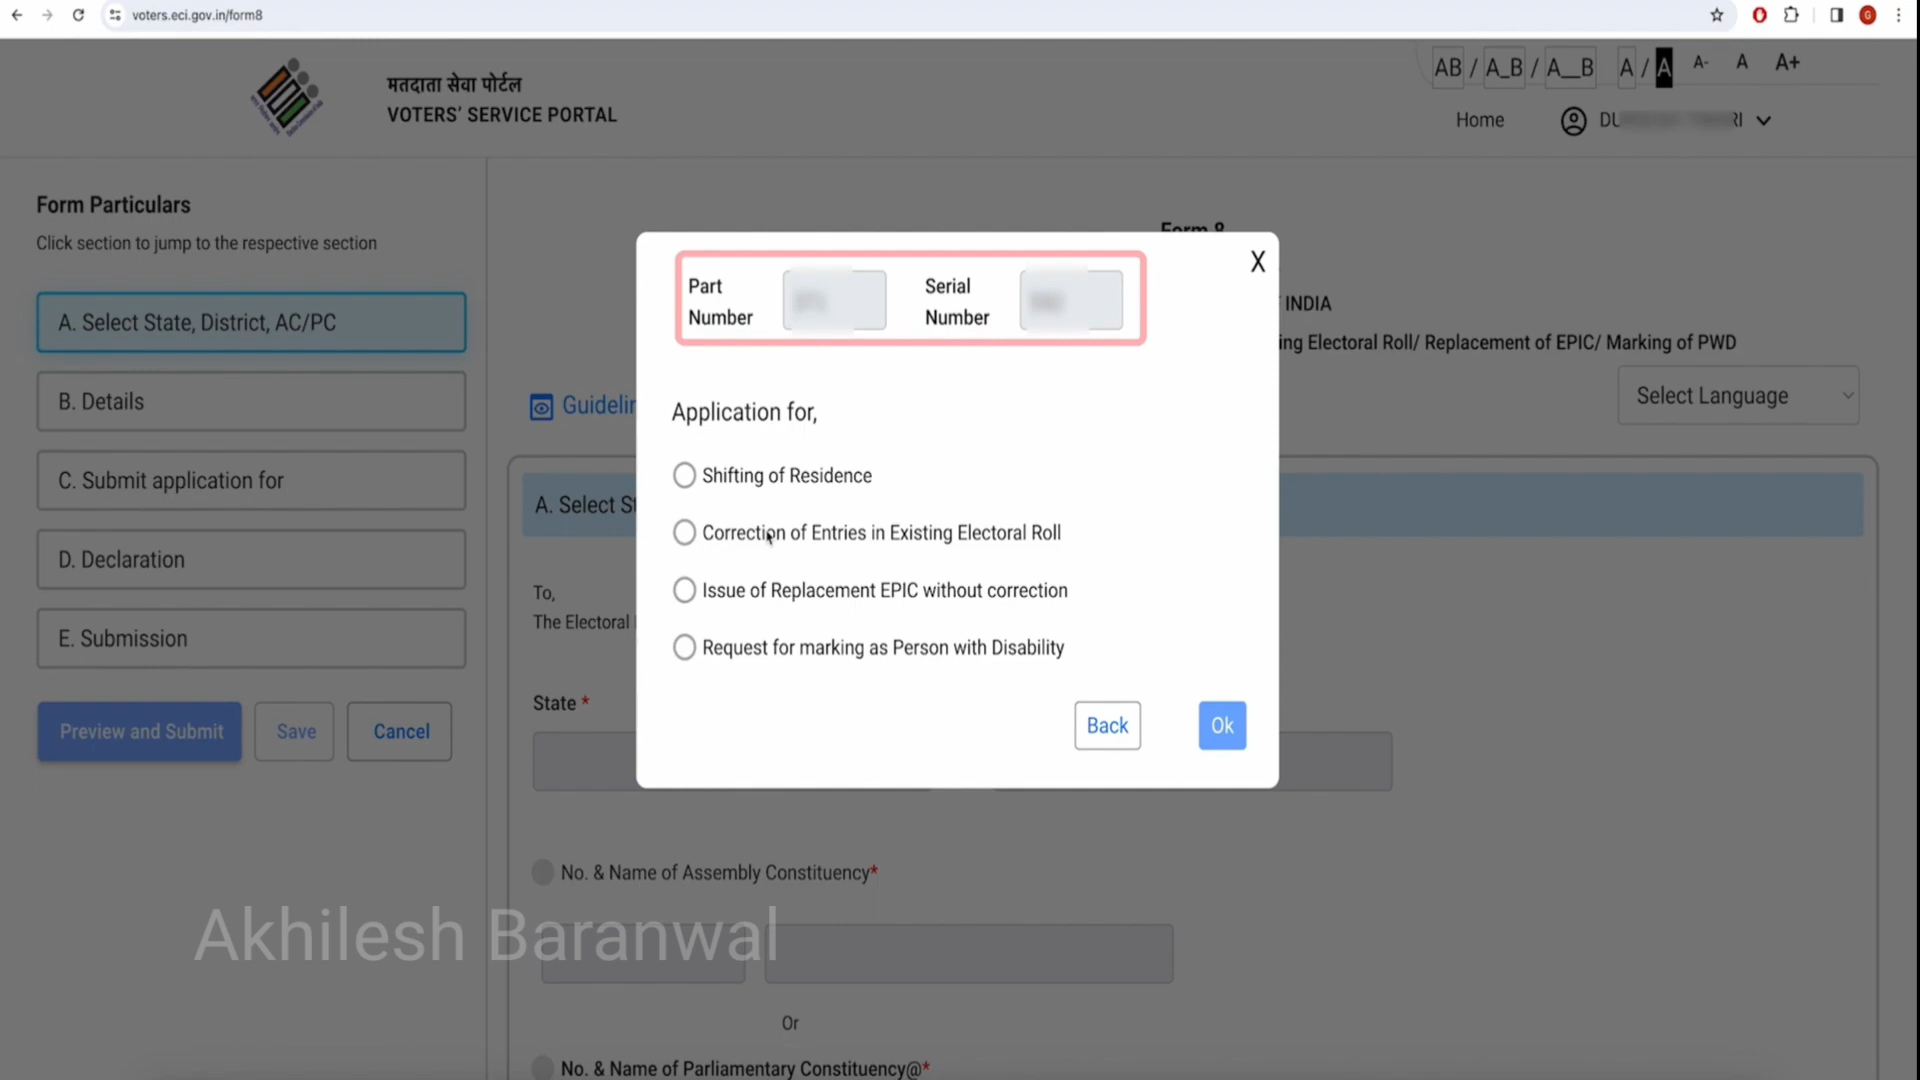 voters.eci.gov.in/form8
मतदाता सेवा पोर्टल
VOTERS' SERVICE PORTAL
AB / A_B / A__B A / A A- A A+
Home
Form Particulars
Click section to jump to the respective section
A. Select State, District, AC/PC
B. Details
C. Submit application for
D. Declaration
E. Submission
Preview and Submit Save Cancel
Form 8
INDIA
Electoral Roll/ Replacement of EPIC/ Marking of PWD
Select Language
A. Select
To,
The Electoral
State *
No. & Name of Assembly Constituency*
Or
No. & Name of Parliamentary Constituency@*
X
Part Number
Serial Number
Application for,
Shifting of Residence
Correction of Entries in Existing Electoral Roll
Issue of Replacement EPIC without correction
Request for marking as Person with Disability
Back Ok
Akhilesh Baranwal
G